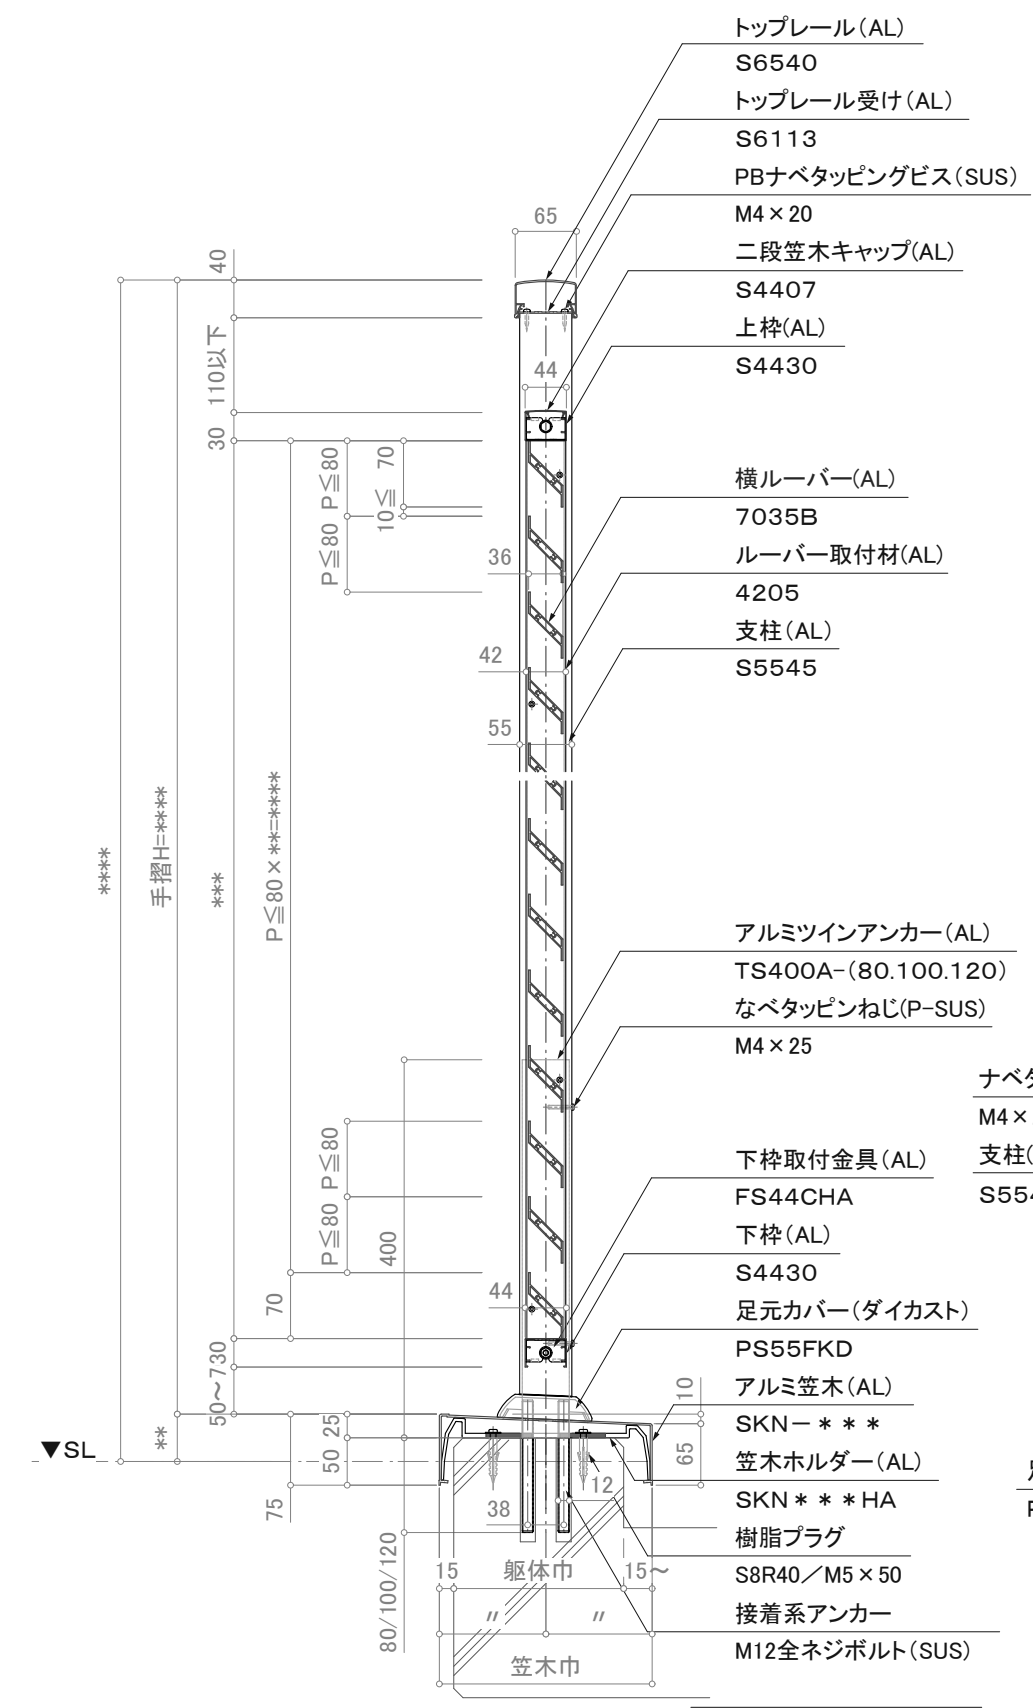 トップレール(AL)
S6540
トップレール受け(AL)
S6113
PBナベタッピングビス(SUS)
M4×20
二段笠木キャップ(AL)
S4407
上枠(AL)
S4430
横ルーバー(AL)
7035B
ルーバー取付材(AL)
4205
支柱(AL)
S5545
アルミツインアンカー(AL)
TS400A-(80.100.120)
なベタッピンねじ(P-SUS)
M4×25
下枠取付金具(AL)
FS44CHA
下枠(AL)
S4430
足元カバー(ダイカスト)
PS55FKD
アルミ笠木(AL)
SKN-＊＊＊
笠木ホルダー(AL)
SKN＊＊＊HA
樹脂プラグ
S8R40／M5×50
接着系アンカー
M12全ネジボルト(SUS)
ナベ
M4×
支柱(
S55
65
40
110以下
30
P≦80
P≦80
70
10≦
44
36
42
55
****
手摺H=****
***
P≦80×**=****
P≦80
P≦80
400
44
70
30
50～7
**
▼SL
75
25
50
10
65
12
38
80/100/120
15
躯体巾
15～
〃
〃
笠木巾